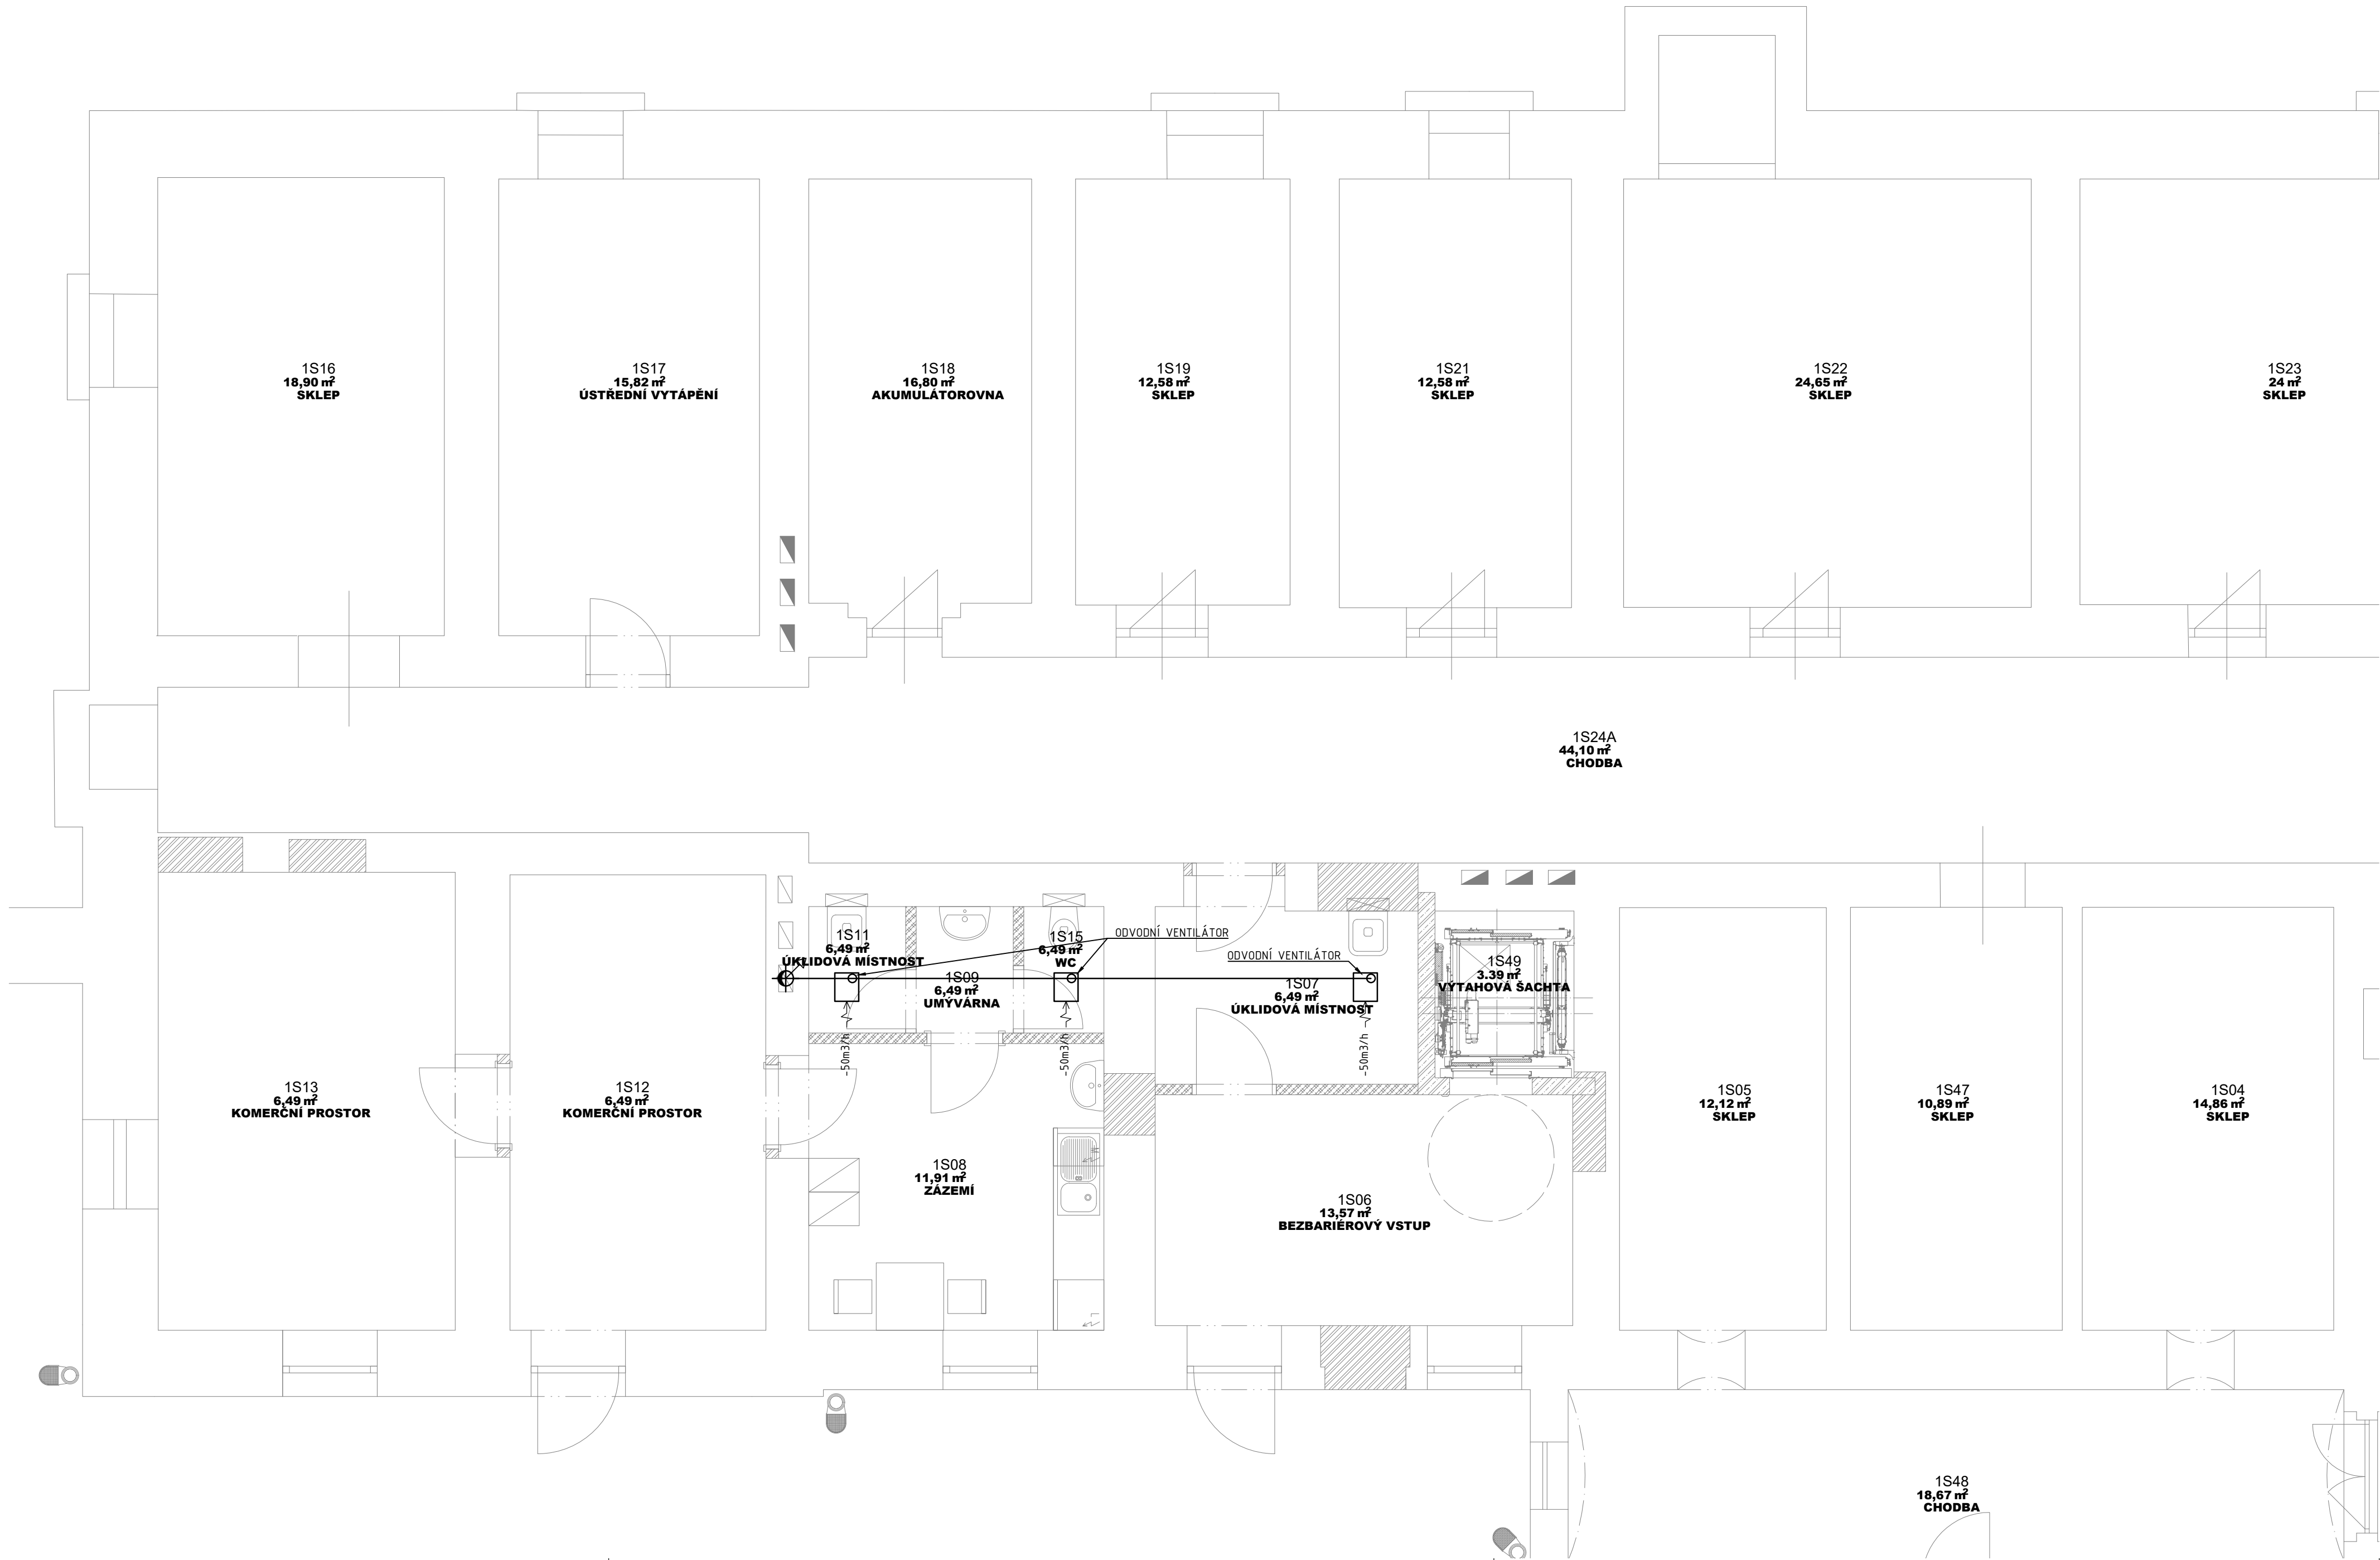 1S16
18,90 m²
SKLEP
1S17
15,82 m²
ÚSTŘEDNÍ VYTÁPĚNÍ
1S18
16,80 m²
AKUMULÁTOROVNA
1S19
12,58 m²
SKLEP
1S21
12,58 m²
SKLEP
1S22
24,65 m²
SKLEP
1S23
24 m²
SKLEP
1S24A
44,10 m²
CHODBA
1S11
6,49 m²
ÚKLIDOVÁ MÍSTNOST
1S15
6,49 m²
WC
ODVODNÍ VENTILÁTOR
ODVODNÍ VENTILÁTOR
1S09
6,49 m²
UMÝVÁRNA
1S07
6,49 m²
ÚKLIDOVÁ MÍSTNOST
1S49
3.39 m²
VÝTAHOVÁ ŠACHTA
-50m3/h
-50m3/h
-50m3/h
1S13
6,49 m²
KOMERČNÍ PROSTOR
1S12
6,49 m²
KOMERČNÍ PROSTOR
1S05
12,12 m²
SKLEP
1S47
10,89 m²
SKLEP
1S04
14,86 m²
SKLEP
1S08
11,91 m²
ZÁZEMÍ
1S06
13,57 m²
BEZBARIÉROVÝ VSTUP
1S48
18,67 m²
CHODBA